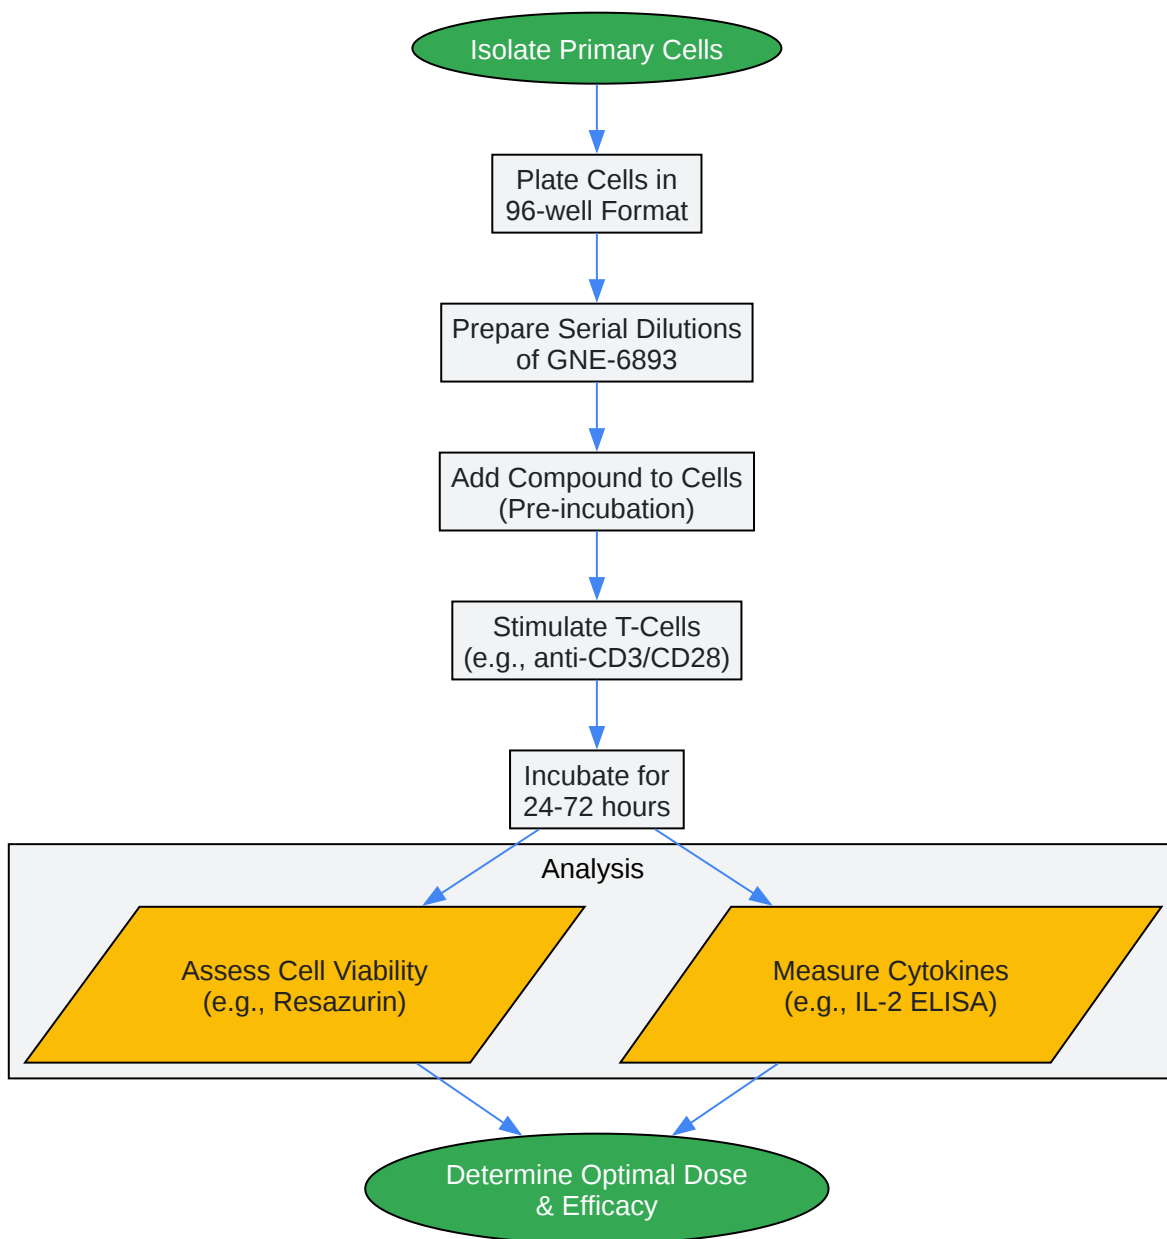 Isolate Primary Cells
Plate Cells in
96-well Format
Prepare Serial Dilutions
of GNE-6893
Add Compound to Cells
(Pre-incubation)
Stimulate T-Cells
(e.g., anti-CD3/CD28)
Incubate for
24-72 hours
Analysis
Assess Cell Viability
(e.g., Resazurin)
Measure Cytokines
(e.g., IL-2 ELISA)
Determine Optimal Dose
& Efficacy